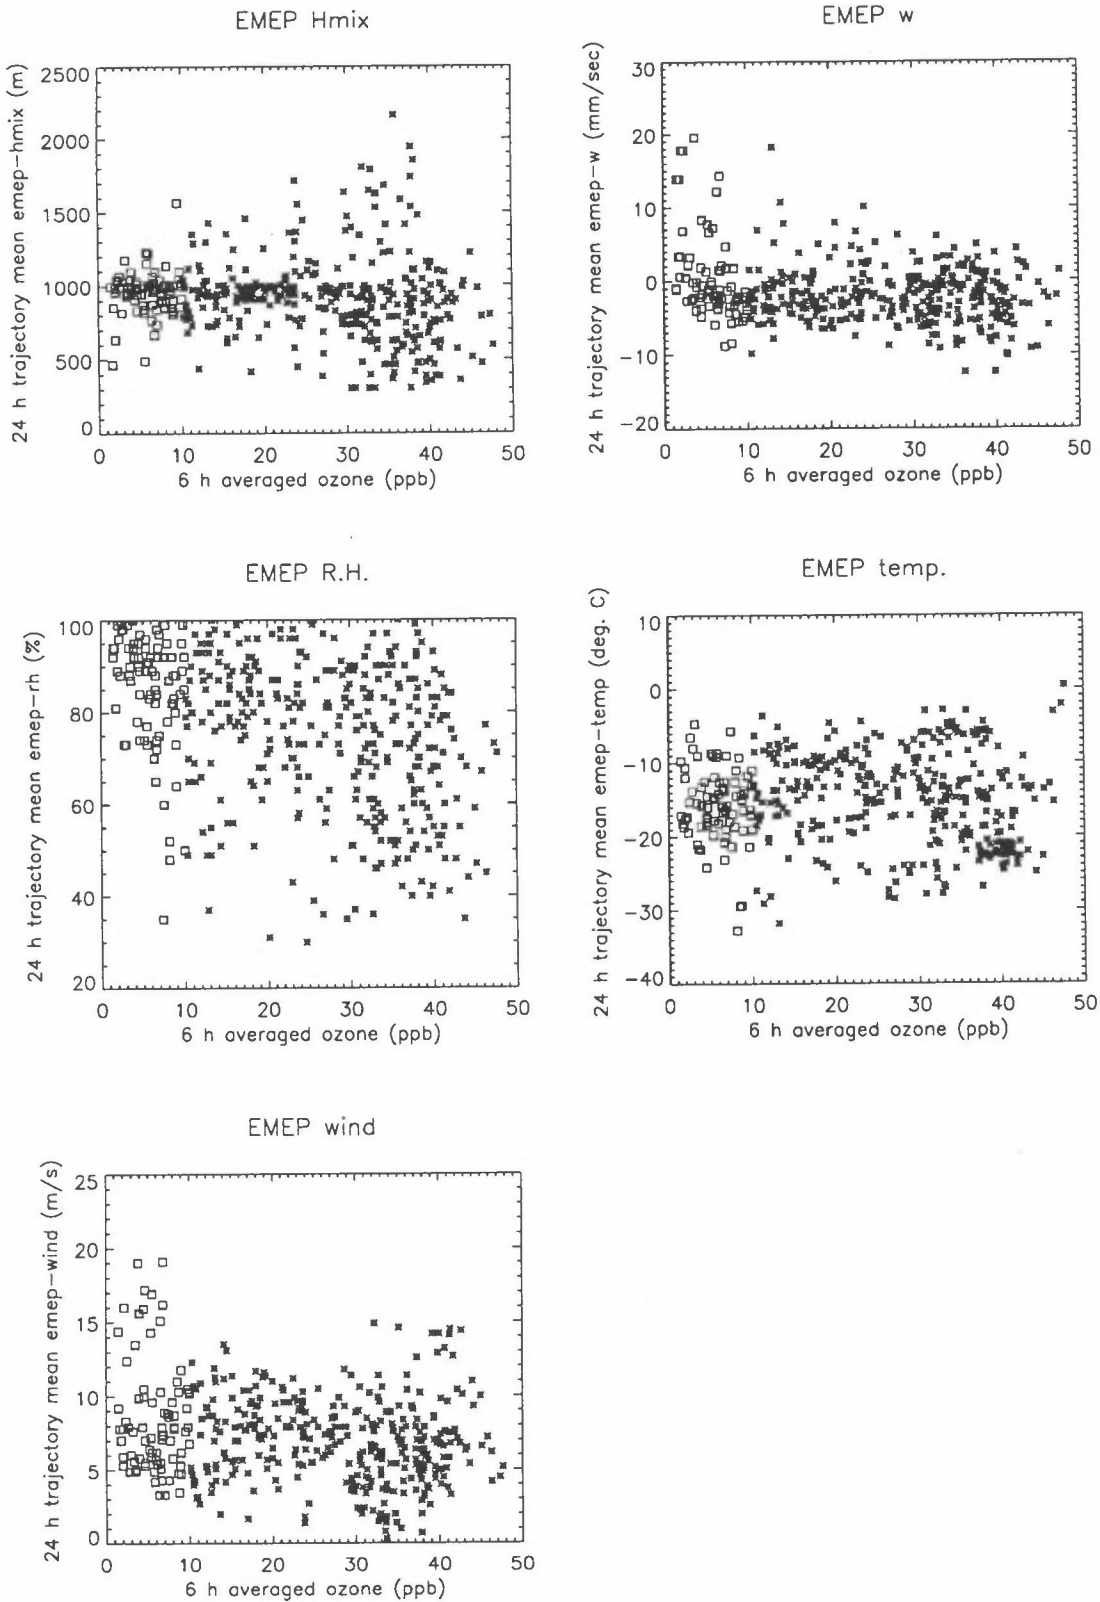 EMEP Hmix
24 h trajectory mean emep-hmix (m)
2500
2000
1500
1000
500
0
0 10 20 30 40 50
6 h averaged ozone (ppb)
EMEP w
24 h trajectory mean emep-w (mm/sec)
30
20
10
0
-10
-20
0 10 20 30 40 50
6 h averaged ozone (ppb)
EMEP R.H.
24 h trajectory mean emep-rh (%)
100
80
60
40
20
0 10 20 30 40 50
6 h averaged ozone (ppb)
EMEP temp.
24 h trajectory mean emep-temp (deg. C)
10
0
-10
-20
-30
-40
0 10 20 30 40 50
6 h averaged ozone (ppb)
EMEP wind
24 h trajectory mean emep-wind (m/s)
25
20
15
10
5
0
0 10 20 30 40 50
6 h averaged ozone (ppb)